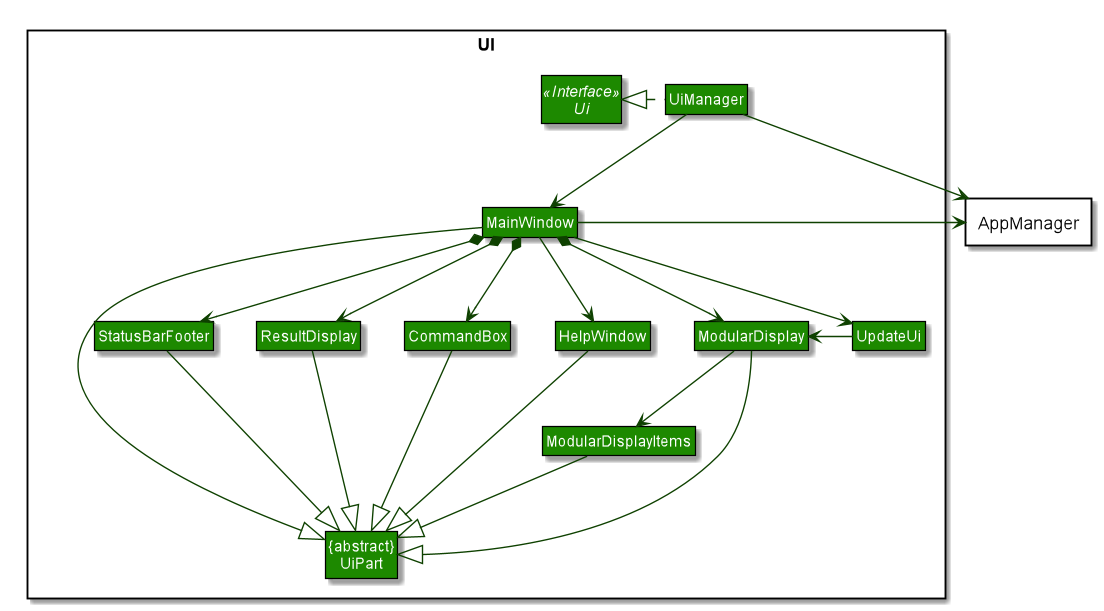 UI
«Interface»
Ui
UiManager
AppManager
MainWindow
StatusBarFooter
ResultDisplay
CommandBox
HelpWindow
ModularDisplay
UpdateUi
ModularDisplayItems
{abstract}
UiPart